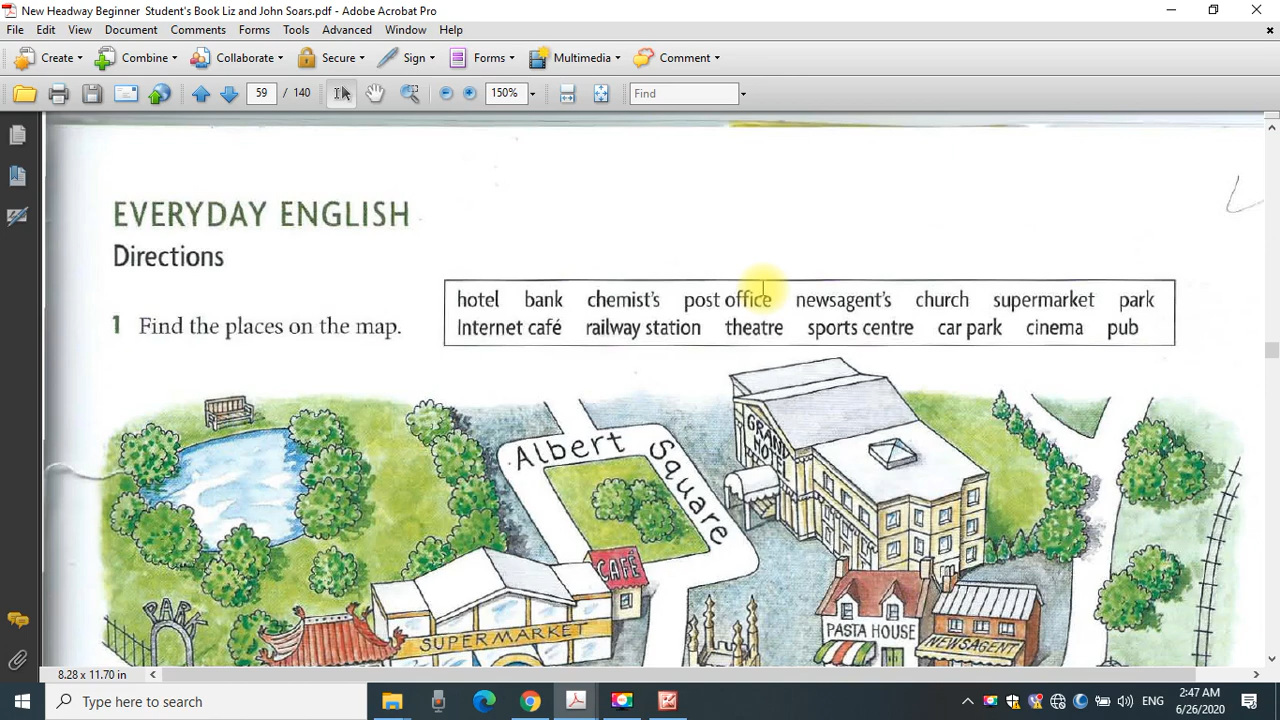 New Headway Beginner Student's Book Liz and John Soars.pdf - Adobe Acrobat Pro
File Edit View Document Comments Forms Tools Advanced Window Help
Create Combine Collaborate Secure Sign Forms Multimedia Comment
59 / 140 150% Find
EVERYDAY ENGLISH
Directions
hotel bank chemist's post office newsagent's church supermarket park
1 Find the places on the map.
Internet café railway station theatre sports centre car park cinema pub
Albert Square
GRAND HOTEL
CAFÉ
PARK
SUPERMARKET
PASTA HOUSE
NEWSAGENT
8.28 x 11.70 in
Type here to search
ENG
2:47 AM
6/26/2020